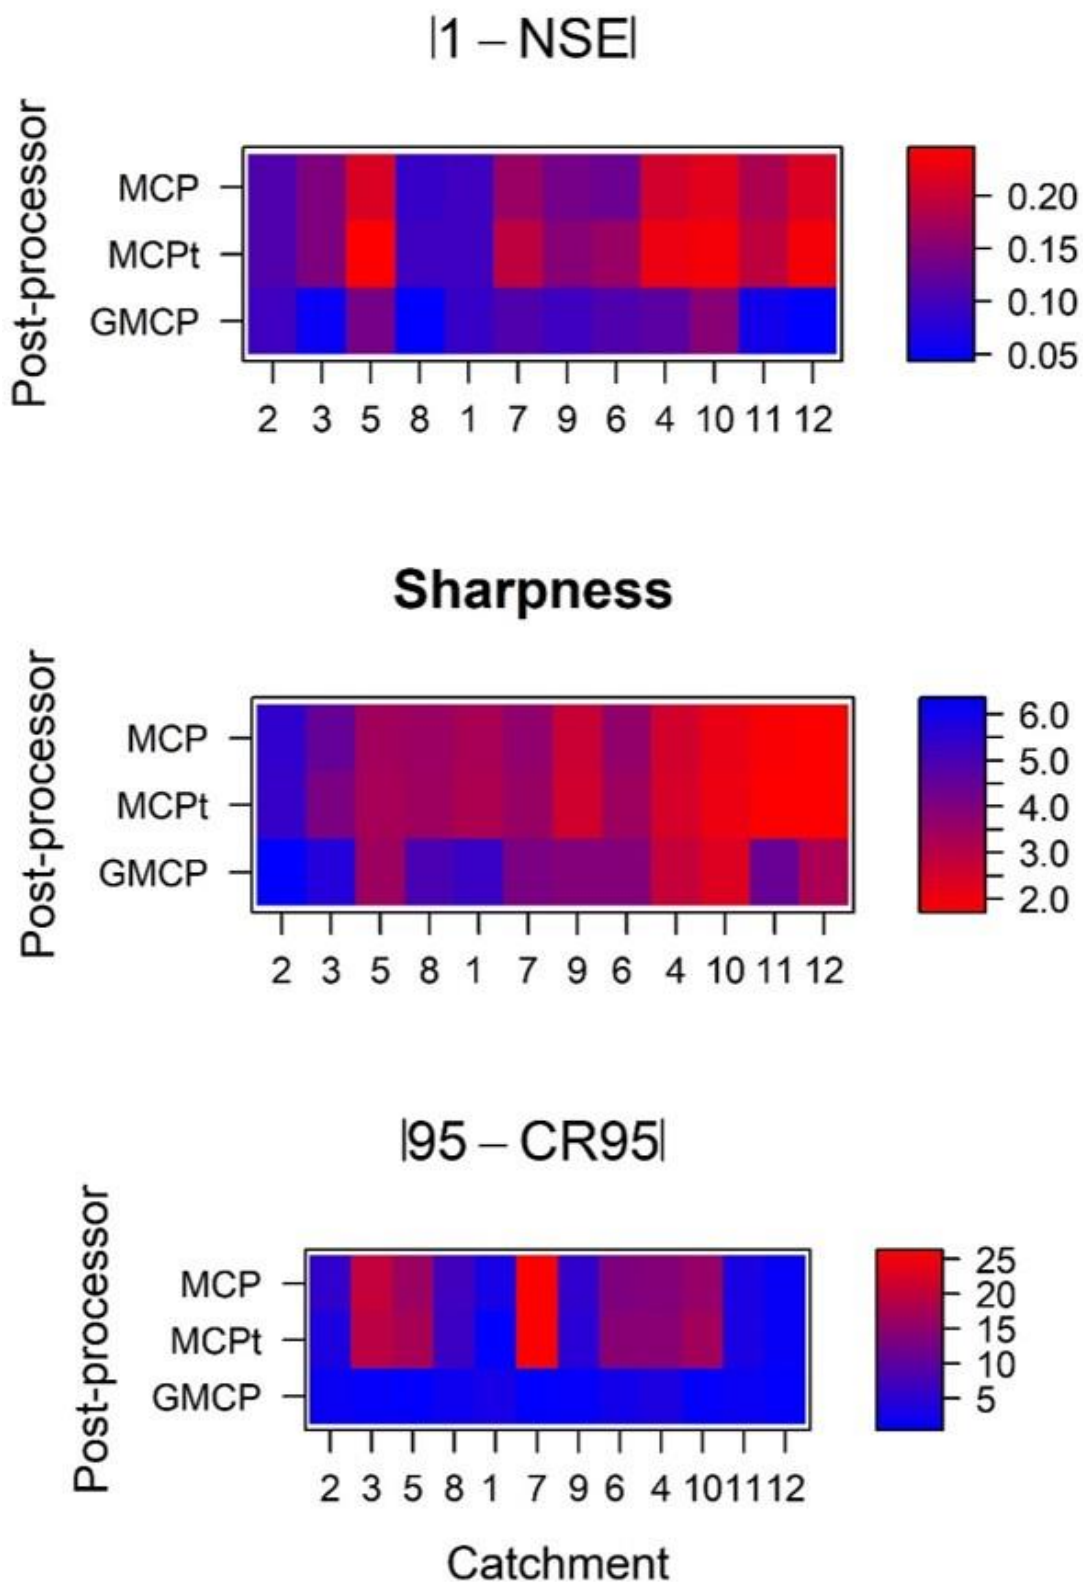 |1 – NSE|
Post-processor
MCP
MCPt
GMCP
2 3 5 8 1 7 9 6 4 10 11 12
0.20
0.15
0.10
0.05
Sharpness
Post-processor
MCP
MCPt
GMCP
2 3 5 8 1 7 9 6 4 10 11 12
6.0
5.0
4.0
3.0
2.0
|95 – CR95|
Post-processor
MCP
MCPt
GMCP
2 3 5 8 1 7 9 6 4 10 11 12
25
20
15
10
5
Catchment